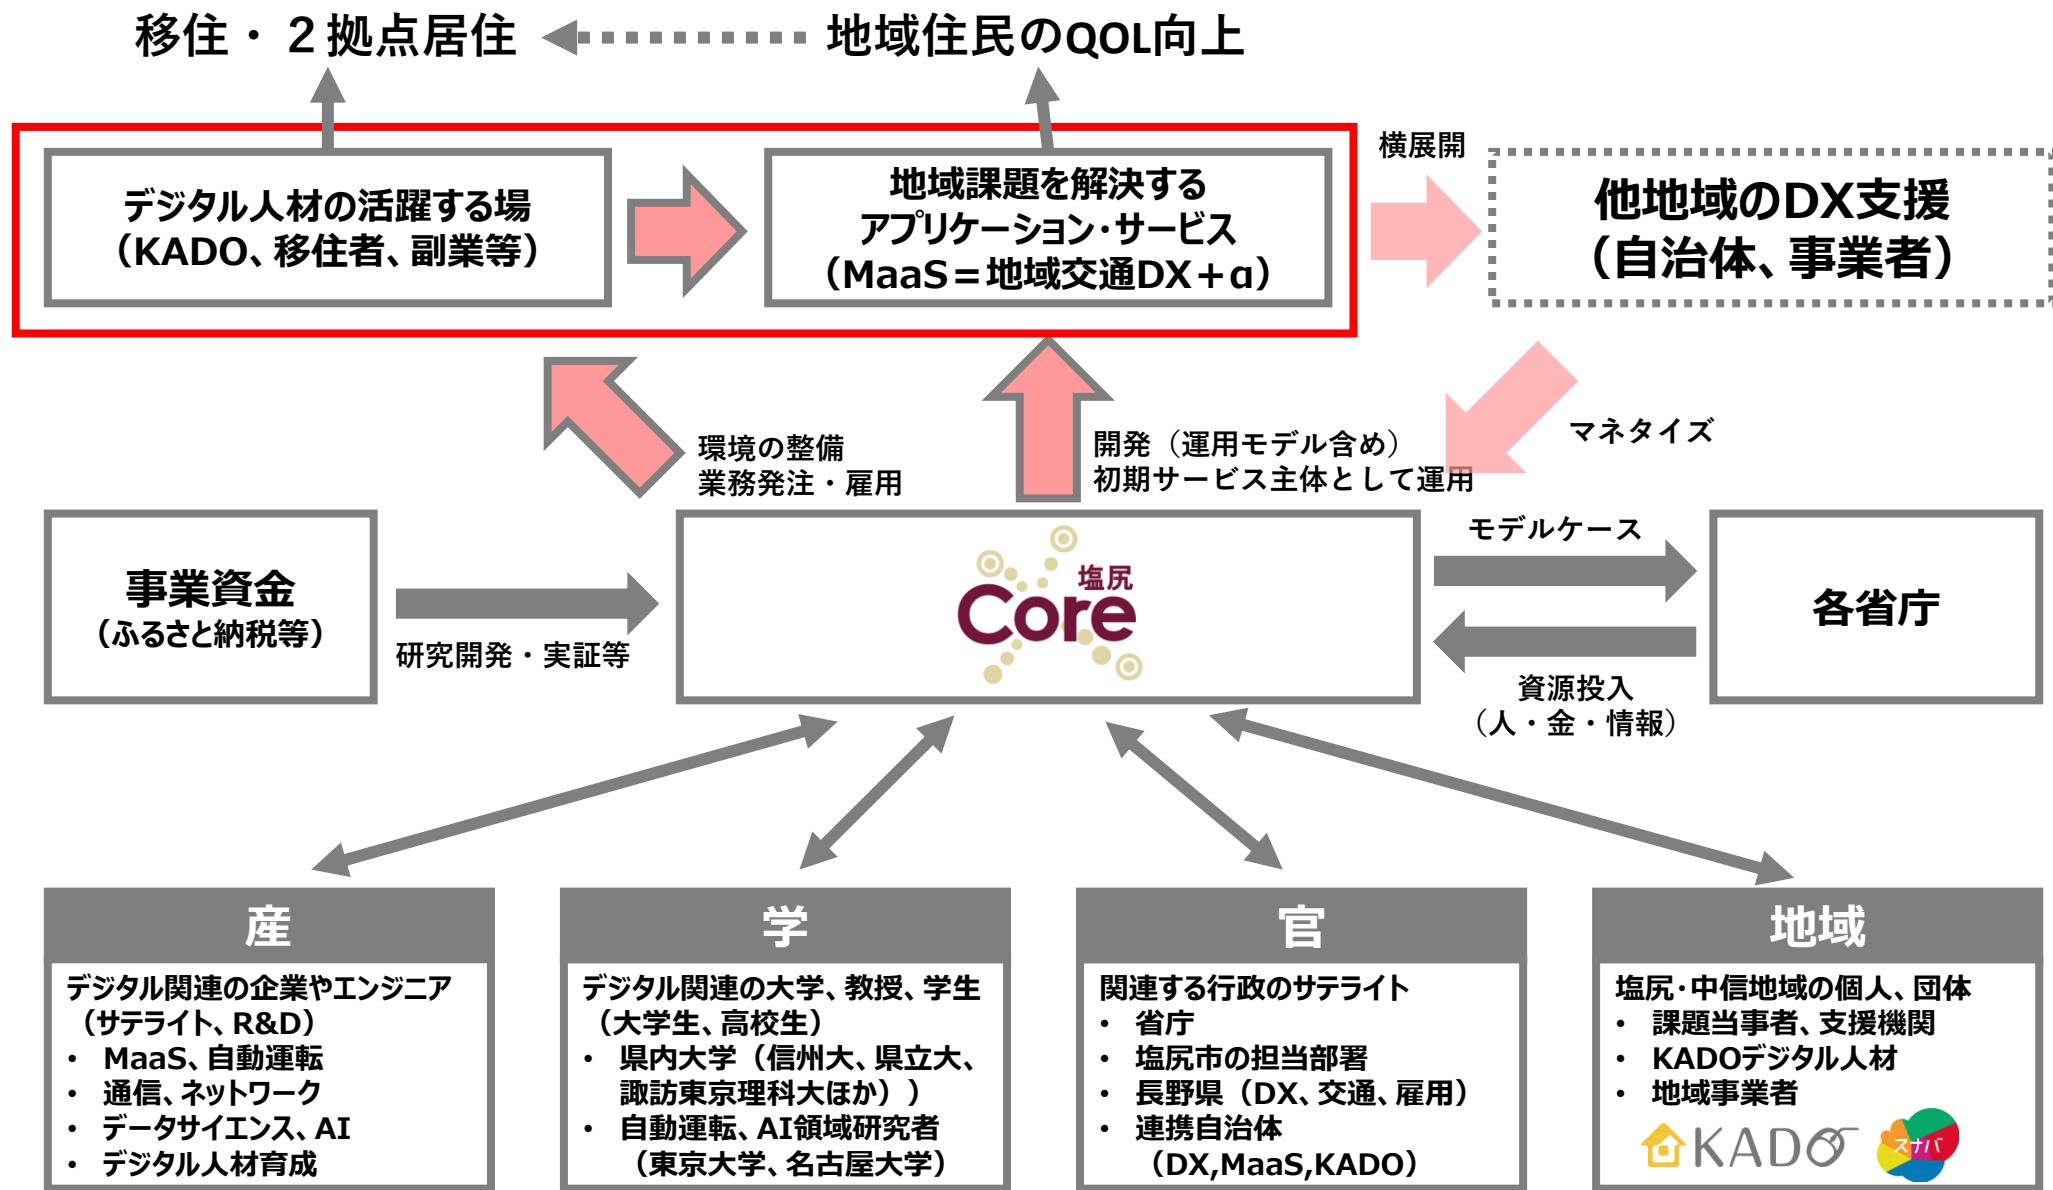 移住・２拠点居住
地域住民のQOL向上
デジタル人材の活躍する場
（KADO、移住者、副業等）
地域課題を解決する
アプリケーション・サービス
（MaaS＝地域交通DX＋α）
横展開
他地域のDX支援
（自治体、事業者）
環境の整備
業務発注・雇用
開発（運用モデル含め）
初期サービス主体として運用
マネタイズ
事業資金
（ふるさと納税等）
研究開発・実証等
塩尻
Core
モデルケース
資源投入
（人・金・情報）
各省庁
産
デジタル関連の企業やエンジニア
（サテライト、R&D）
• MaaS、自動運転
• 通信、ネットワーク
• データサイエンス、AI
• デジタル人材育成
学
デジタル関連の大学、教授、学生
（大学生、高校生）
• 県内大学（信州大、県立大、
諏訪東京理科大ほか））
• 自動運転、AI領域研究者
（東京大学、名古屋大学）
官
関連する行政のサテライト
• 省庁
• 塩尻市の担当部署
• 長野県（DX、交通、雇用）
• 連携自治体
（DX,MaaS,KADO）
地域
塩尻・中信地域の個人、団体
• 課題当事者、支援機関
• KADOデジタル人材
• 地域事業者
KADO
スナバ